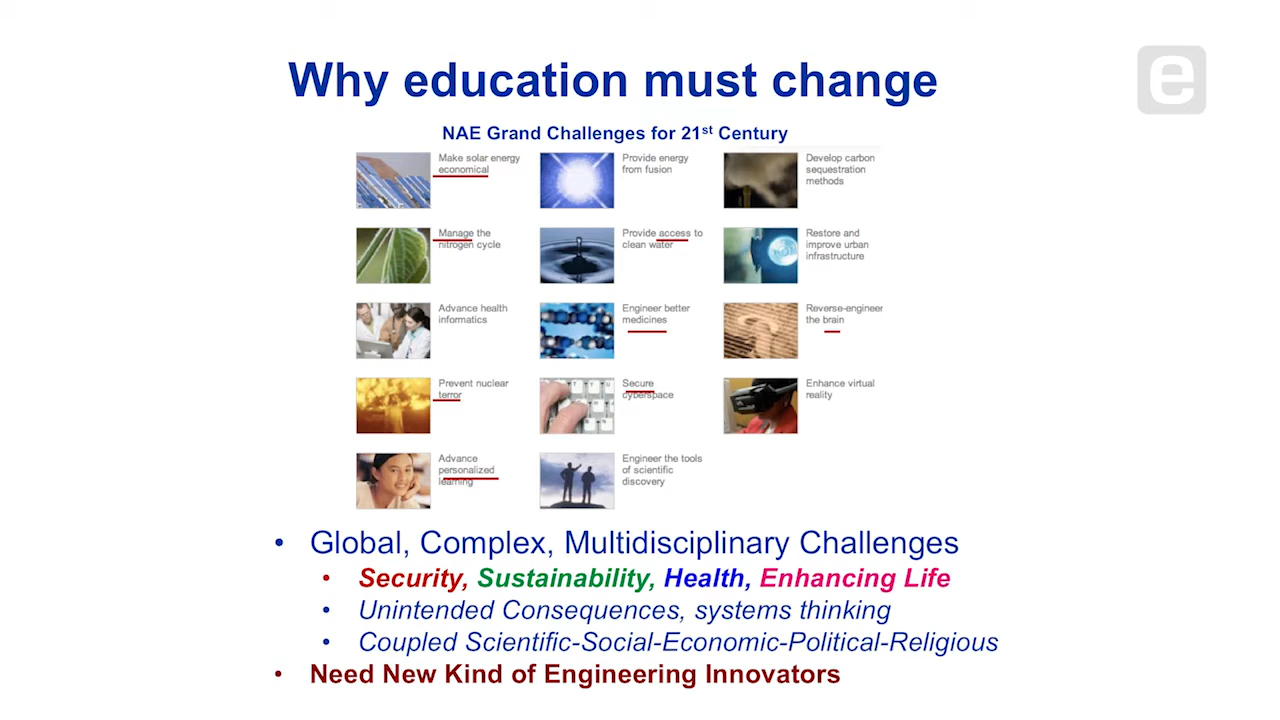 Why education must change
e
NAE Grand Challenges for 21st Century
Make solar energy
economical
Provide energy
from fusion
Develop carbon
sequestration
methods
Manage the
nitrogen cycle
Provide access to
clean water
Restore and
improve urban
infrastructure
Advance health
informatics
Engineer better
medicines
Reverse-engineer
the brain
Prevent nuclear
terror
Secure
cyberspace
Enhance virtual
reality
Advance
personalized
learning
Engineer the tools
of scientific
discovery
• Global, Complex, Multidisciplinary Challenges
• Security, Sustainability, Health, Enhancing Life
• Unintended Consequences, systems thinking
• Coupled Scientific-Social-Economic-Political-Religious
• Need New Kind of Engineering Innovators